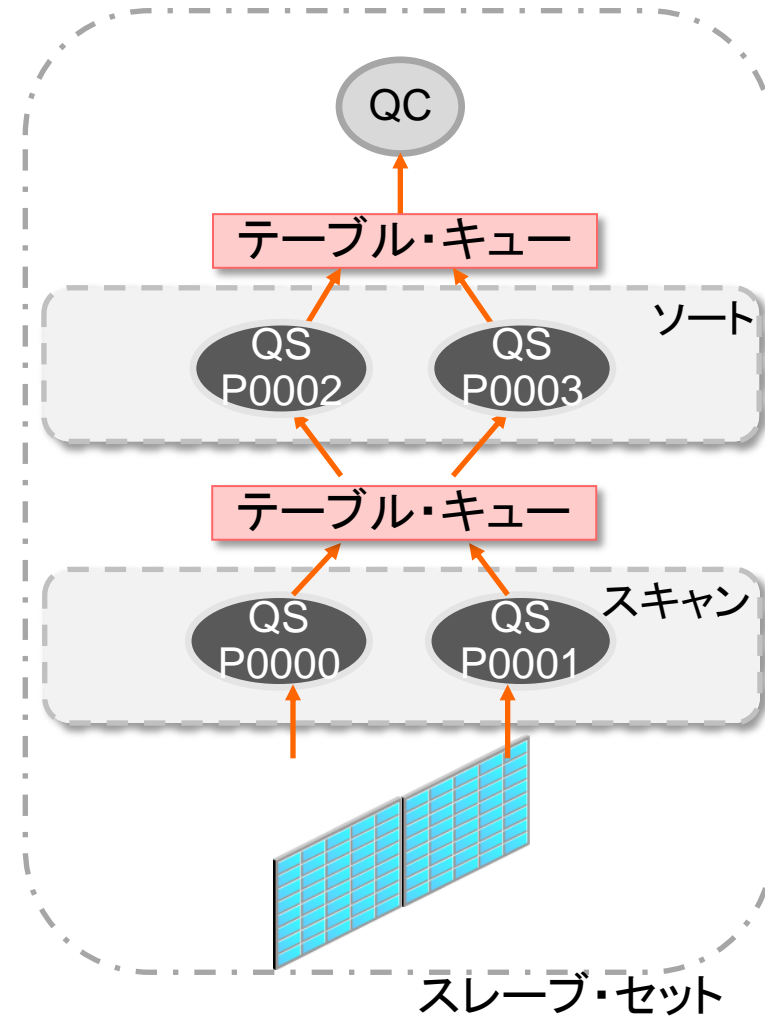 QC
テーブル・キュー
ソート
QS
P0002
QS
P0003
テーブル・キュー
スキャン
QS
P0000
QS
P0001
スレーブ・セット